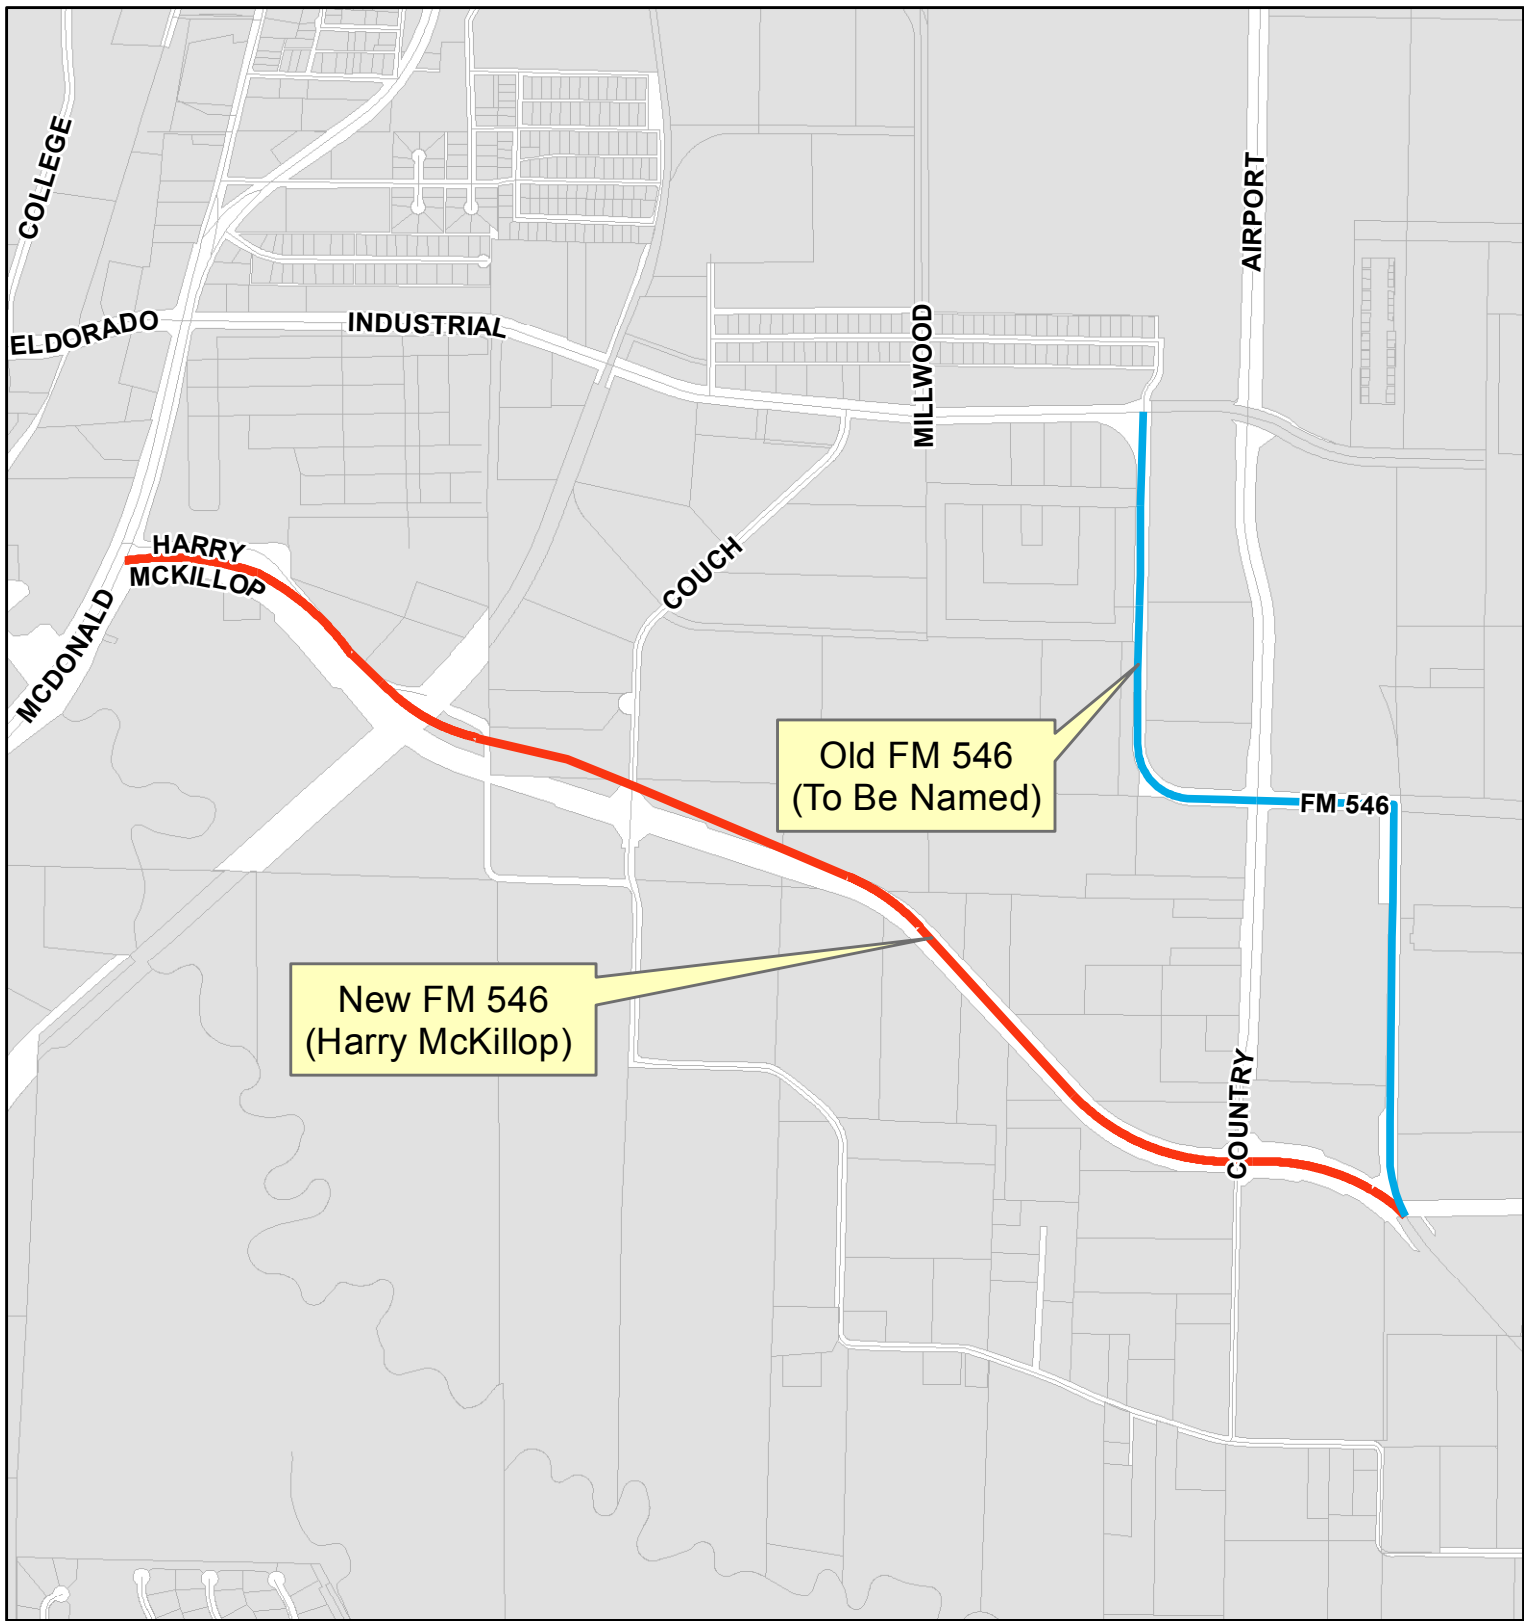 COLLEGE
AIRPORT
ELDORADO
INDUSTRIAL
MILLWOOD
HARRY
MCKILLOP
COUCH
MCDONALD
Old FM 546
(To Be Named)
FM 546
New FM 546
(Harry McKillop)
COUNTRY